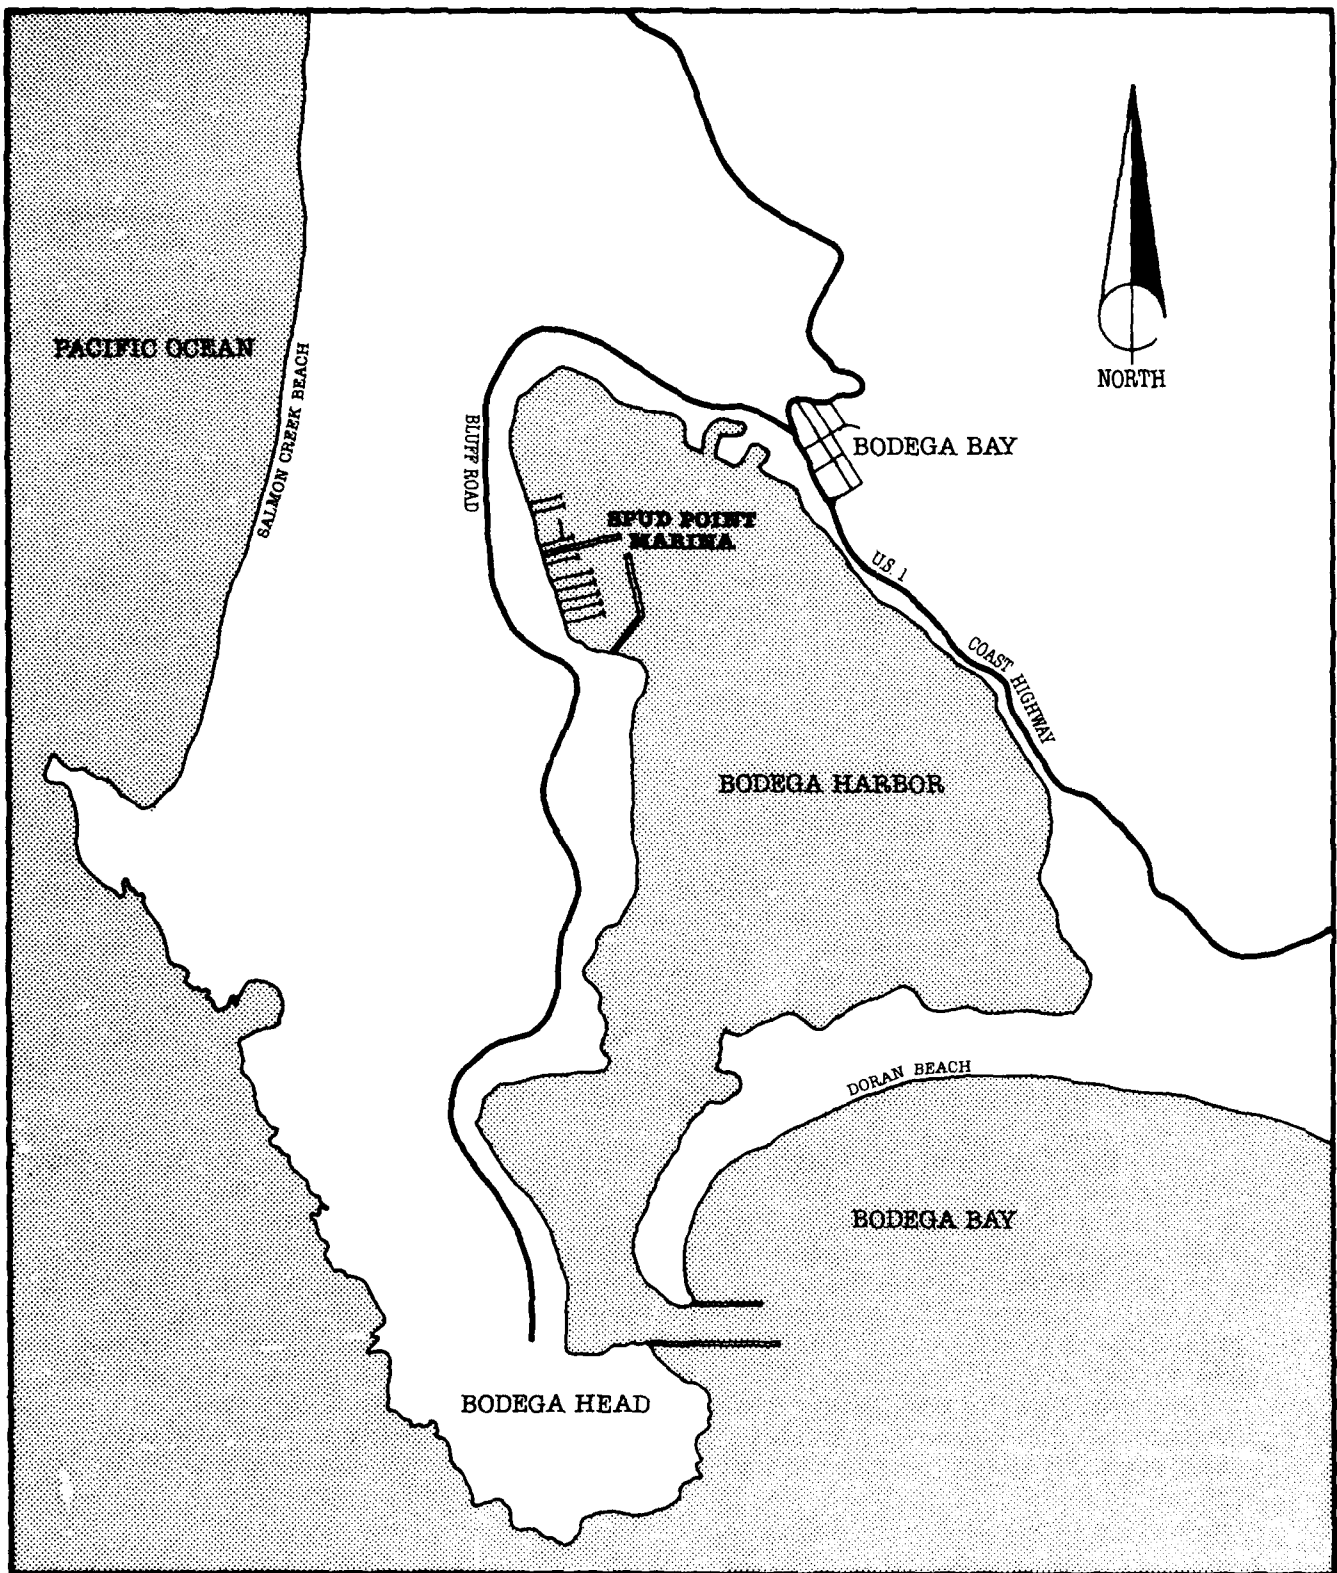 PACIFIC OCEAN
SALMON CREEK BEACH
BLUFF ROAD
NORTH
BODEGA BAY
SPUD POINT
MARINA
U.S. 1
COAST HIGHWAY
BODEGA HARBOR
DORAN BEACH
BODEGA BAY
BODEGA HEAD